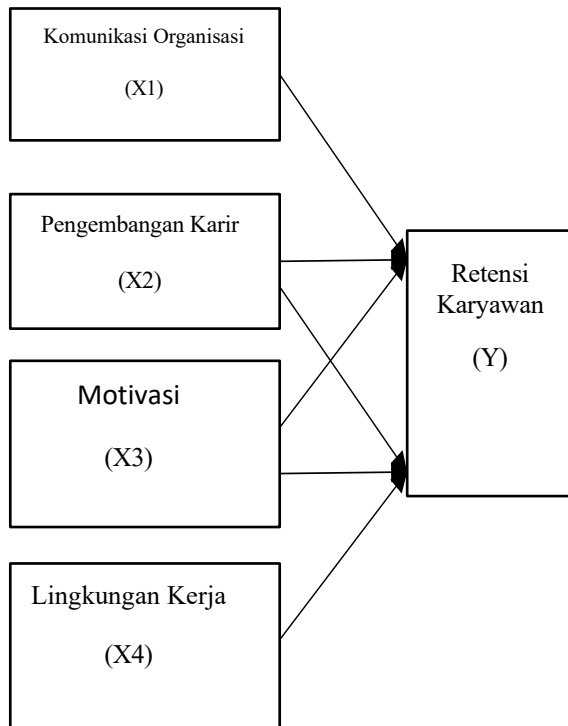 Komunikasi Organisasi
(X1)
Pengembangan Karir
(X2)
Motivasi
(X3)
Lingkungan Kerja
(X4)
Retensi
Karyawan
(Y)